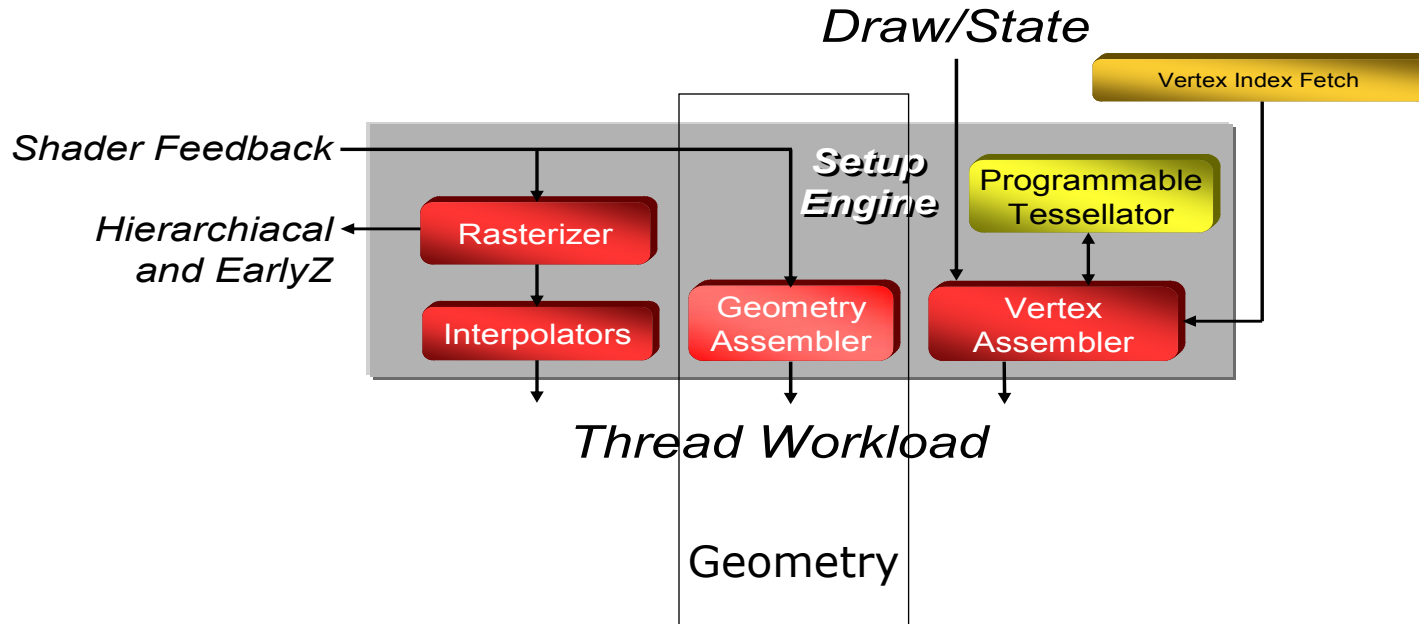 Draw/State
Vertex Index Fetch
Shader Feedback
Setup
Engine
Programmable
Tessellator
Hierarchiacal
and EarlyZ
Rasterizer
Interpolators
Geometry
Assembler
Vertex
Assembler
Thread Workload
Geometry